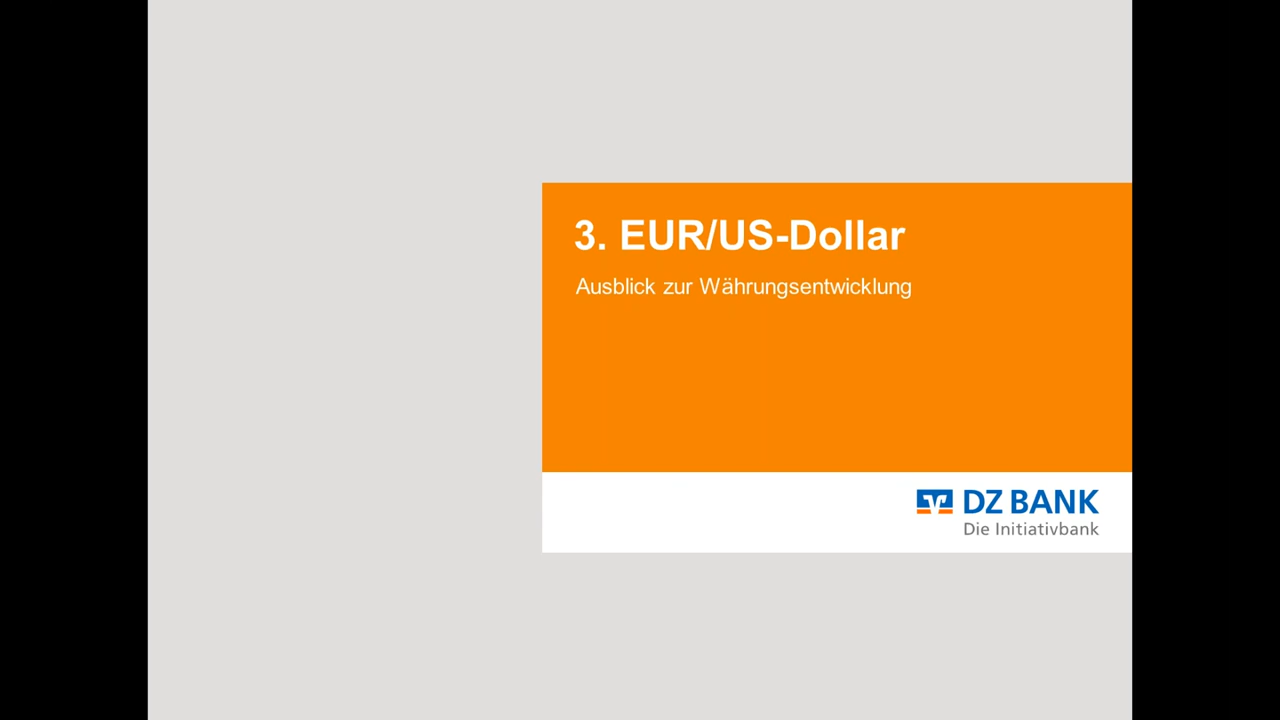 3. EUR/US-Dollar
Ausblick zur Währungsentwicklung
DZ BANK
Die Initiativbank